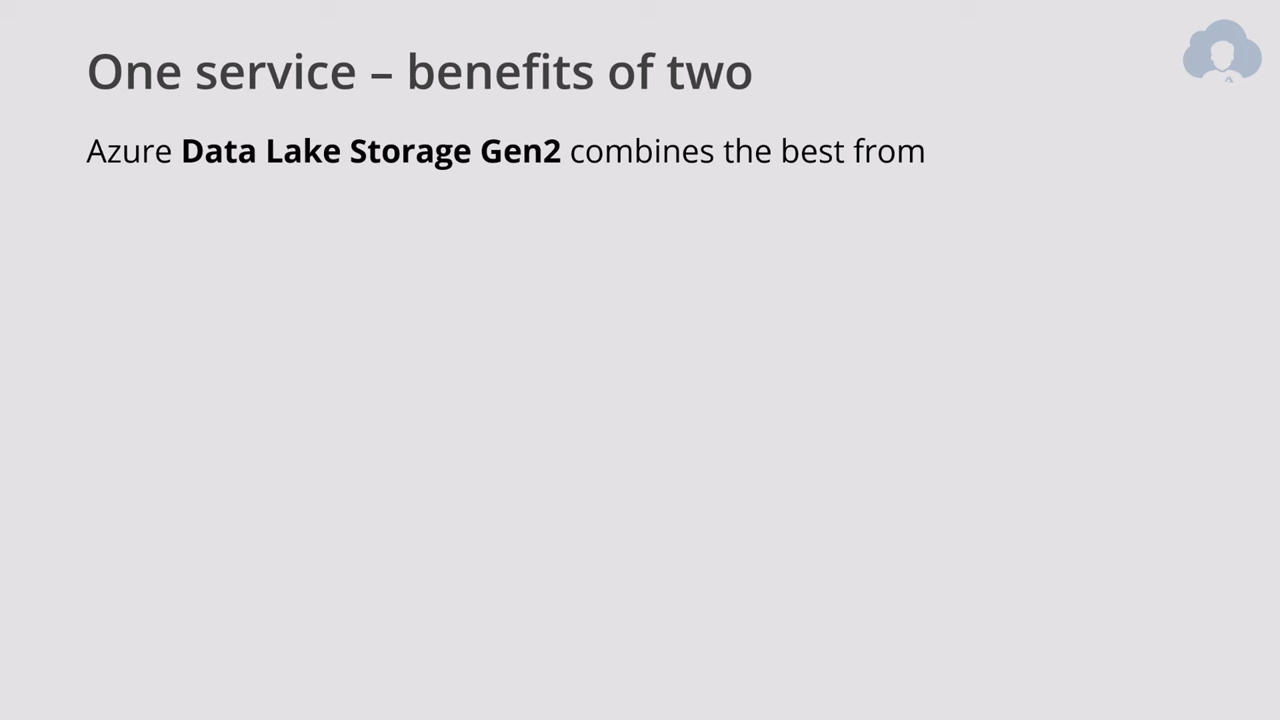 One service – benefits of two
Azure Data Lake Storage Gen2 combines the best from